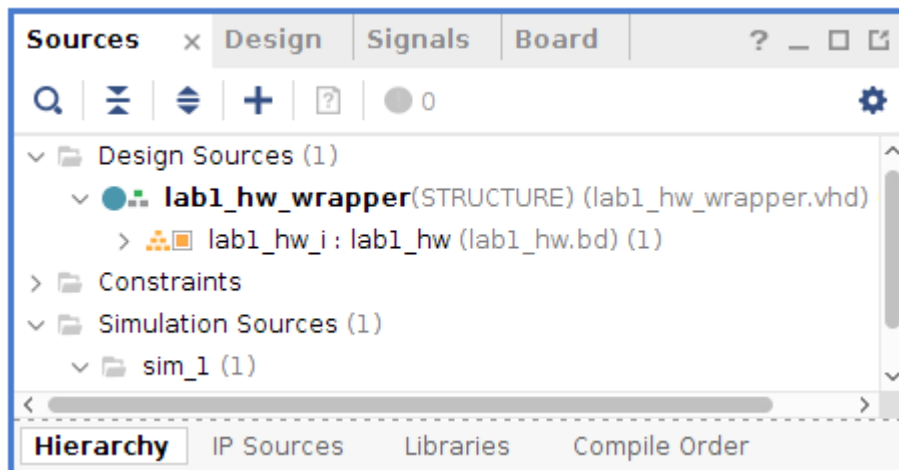 Sources × Design Signals Board ? _
0
Design Sources (1)
lab1_hw_wrapper(STRUCTURE) (lab1_hw_wrapper.vhd)
lab1_hw_i : lab1_hw (lab1_hw.bd) (1)
Constraints
Simulation Sources (1)
sim_1 (1)
Hierarchy IP Sources Libraries Compile Order